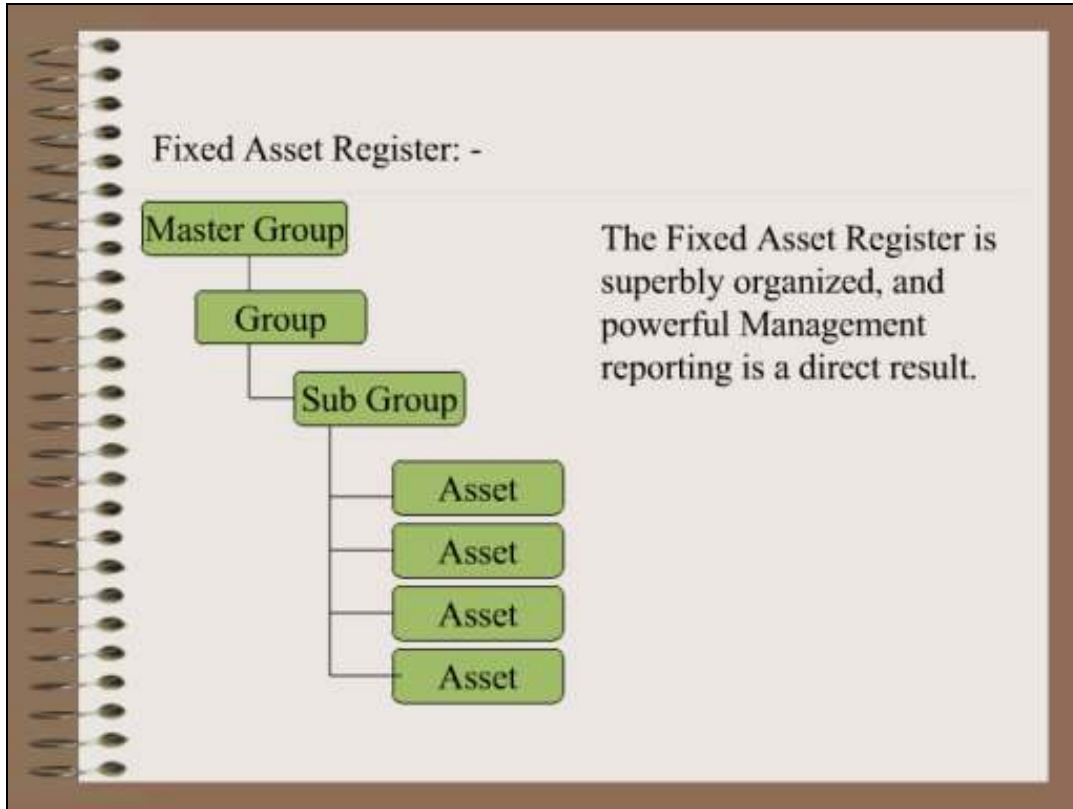 Fixed Asset Register: -
Master Group
Group
Sub Group
Asset
Asset
Asset
Asset
The Fixed Asset Register is
superbly organized, and
powerful Management
reporting is a direct result.